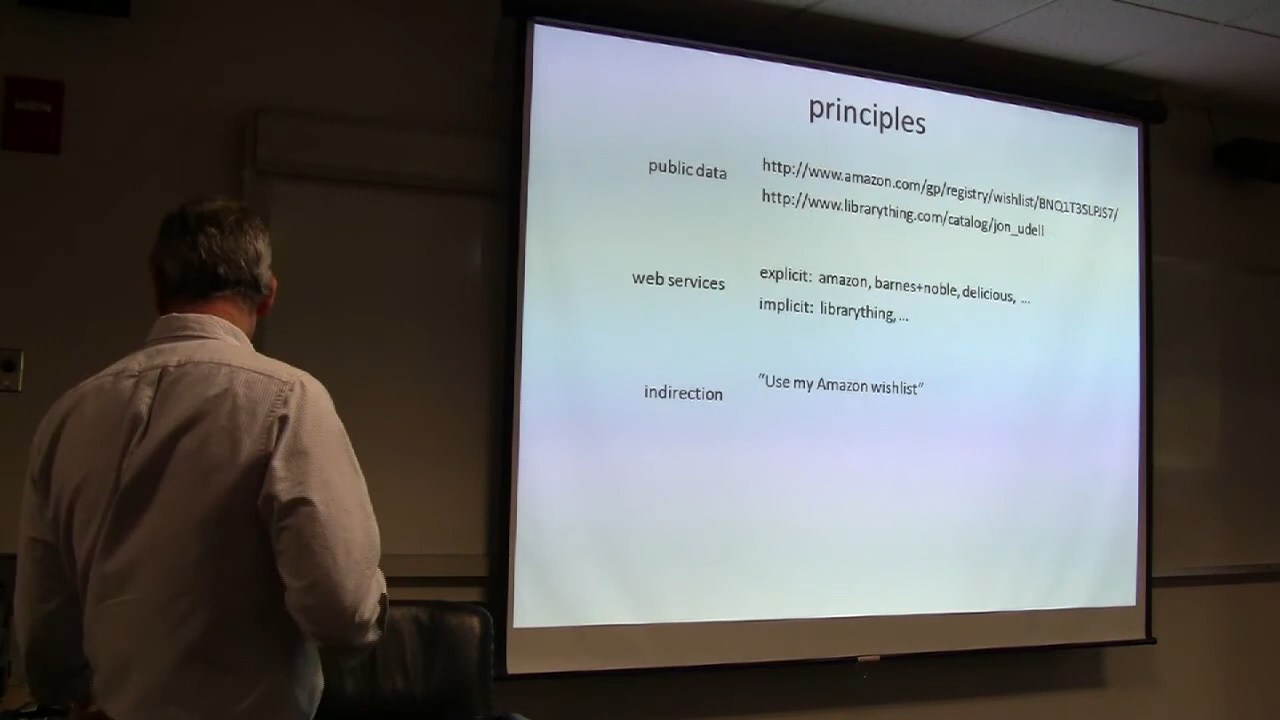 principles
public data http://www.amazon.com/gp/registry/wishlist/BNQ1T3SLPJS7/
http://www.librarything.com/catalog/jon_udell
web services explicit: amazon, barnes+noble, delicious, ...
implicit: librarything, ...
indirection "Use my Amazon wishlist"